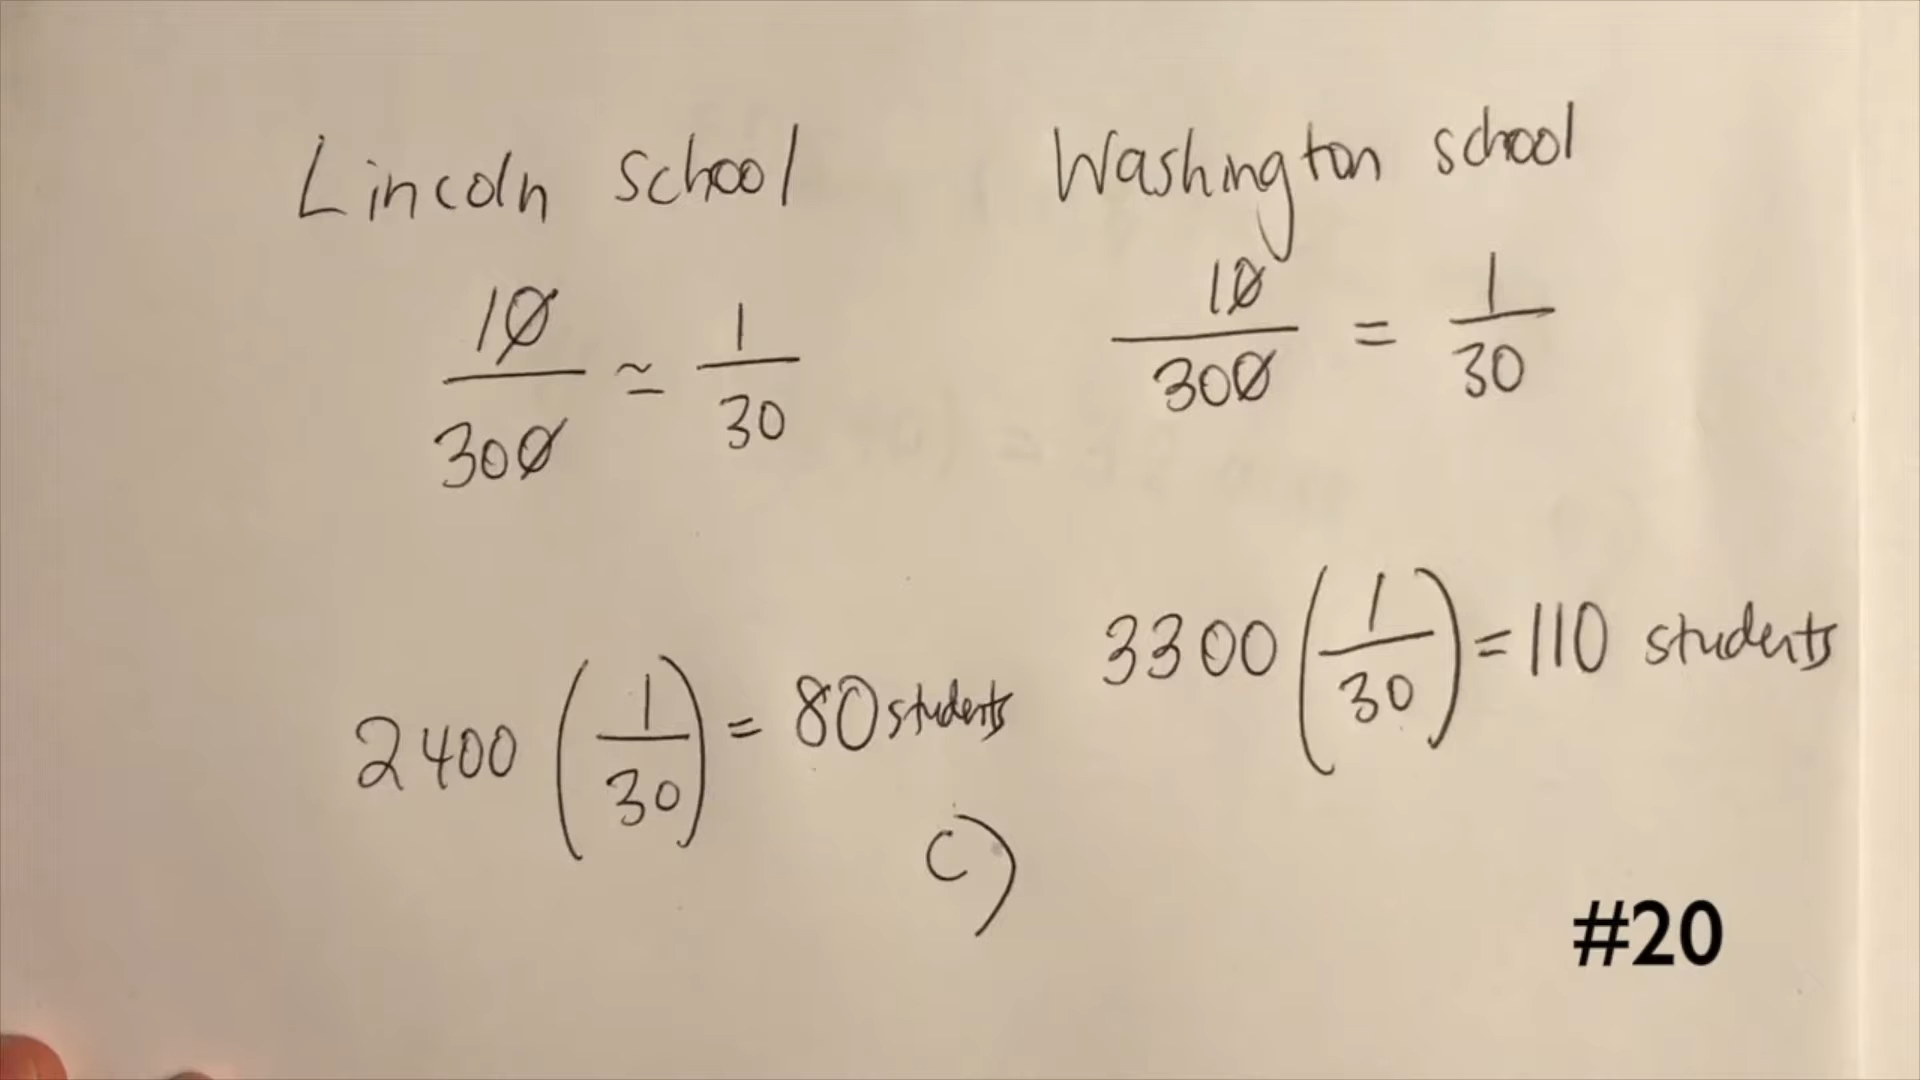 Lincoln school
10/300 ≃ 1/30
2400 (1/30) = 80 students
Washington school
10/300 = 1/30
3300 (1/30) = 110 students
C)
#20